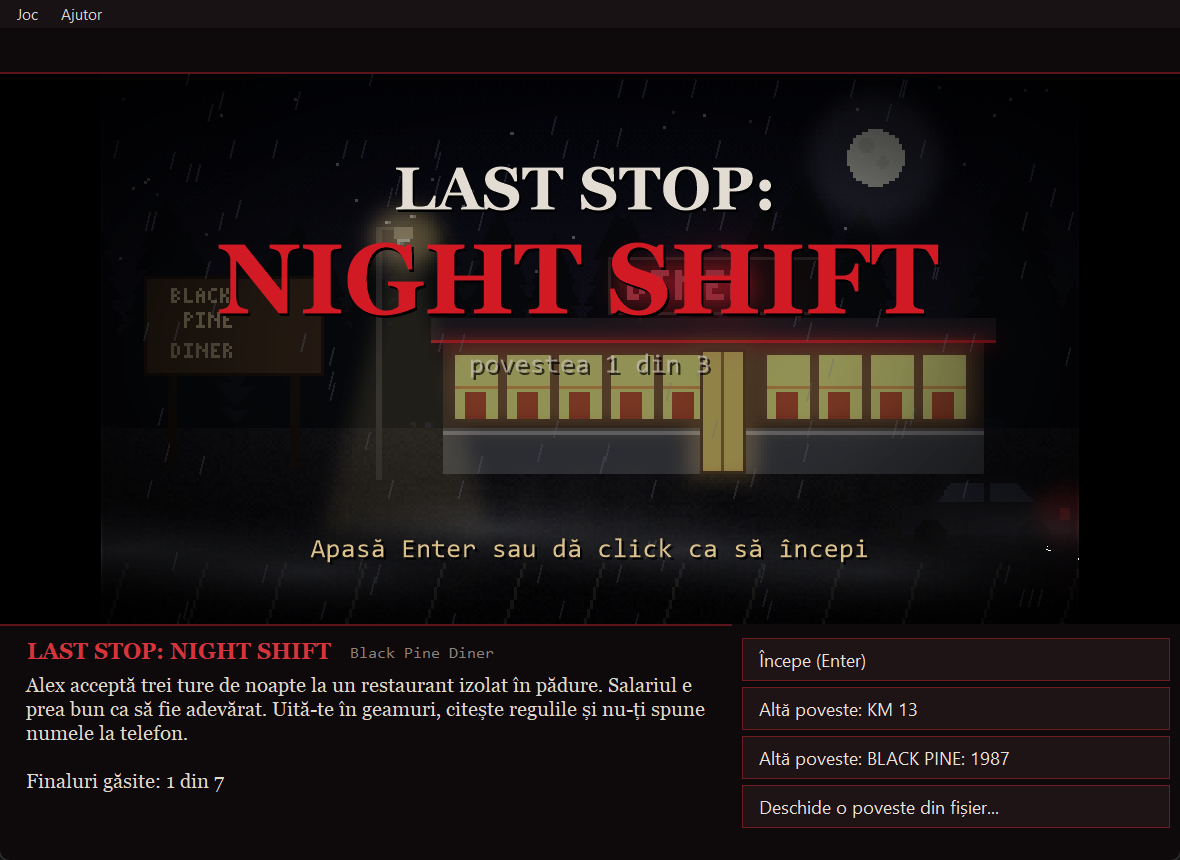 Joc Ajutor
LAST STOP:
NIGHT SHIFT
DINER
BLACK
PINE
DINER
povestea 1 din 3
Apasă Enter sau dă click ca să începi
LAST STOP: NIGHT SHIFT Black Pine Diner
Alex acceptă trei ture de noapte la un restaurant izolat în pădure. Salariul e
prea bun ca să fie adevărat. Uită-te în geamuri, citește regulile și nu-ți spune
numele la telefon.
Finaluri găsite: 1 din 7
Începe (Enter)
Altă poveste: KM 13
Altă poveste: BLACK PINE: 1987
Deschide o poveste din fișier...